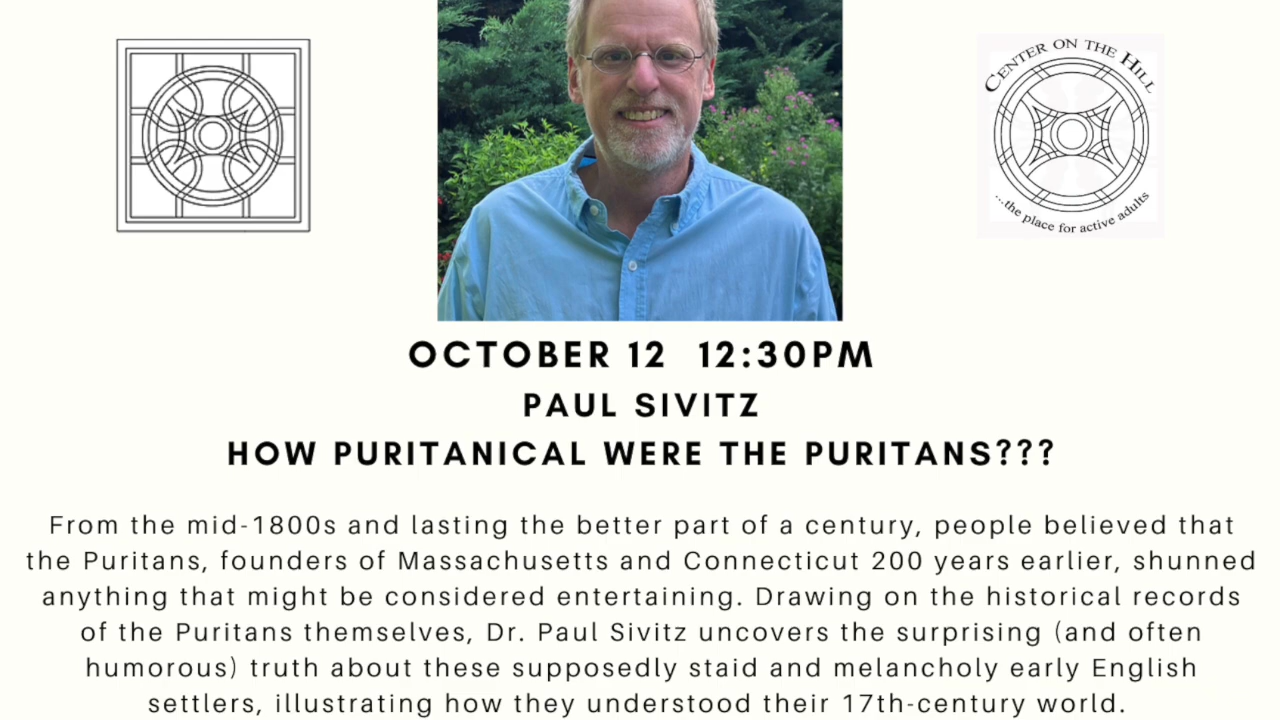 CENTER ON THE HILL
...the place for active adults
OCTOBER 12 12:30PM
PAUL SIVITZ
HOW PURITANICAL WERE THE PURITANS???
From the mid-1800s and lasting the better part of a century, people believed that
the Puritans, founders of Massachusetts and Connecticut 200 years earlier, shunned
anything that might be considered entertaining. Drawing on the historical records
of the Puritans themselves, Dr. Paul Sivitz uncovers the surprising (and often
humorous) truth about these supposedly staid and melancholy early English
settlers, illustrating how they understood their 17th-century world.